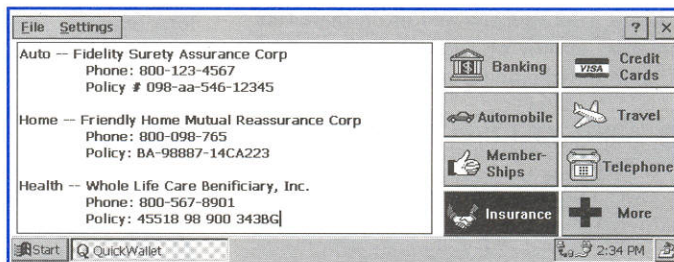 File Settings ? X
Auto -- Fidelity Surety Assurance Corp
Phone: 800-123-4567
Policy # 098-aa-546-12345
Home -- Friendly Home Mutual Reassurance Corp
Phone: 800-098-765
Policy: BA-98887-14CA223
Health -- Whole Life Care Benificiary, Inc.
Phone: 800-567-8901
Policy: 45518 98 900 343BG
Banking
VISA Credit
Cards
Automobile
Travel
Member-
Ships
Telephone
Insurance
More
Start QuickWallet 2:34 PM